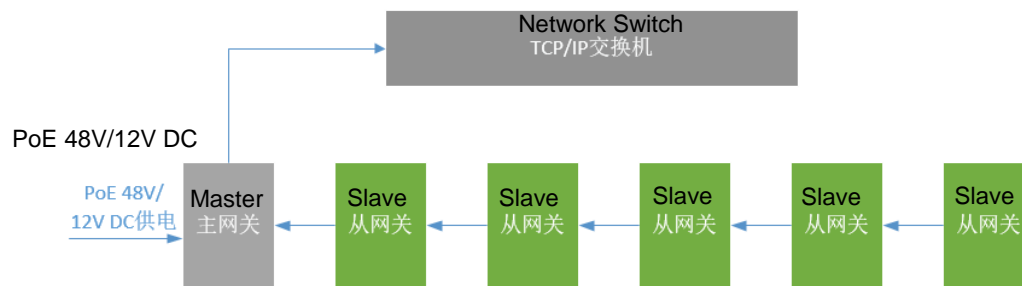 Network Switch
TCP/IP交换机
PoE 48V/12V DC
PoE 48V/
12V DC供电
Master
主网关
Slave
从网关
Slave
从网关
Slave
从网关
Slave
从网关
Slave
从网关